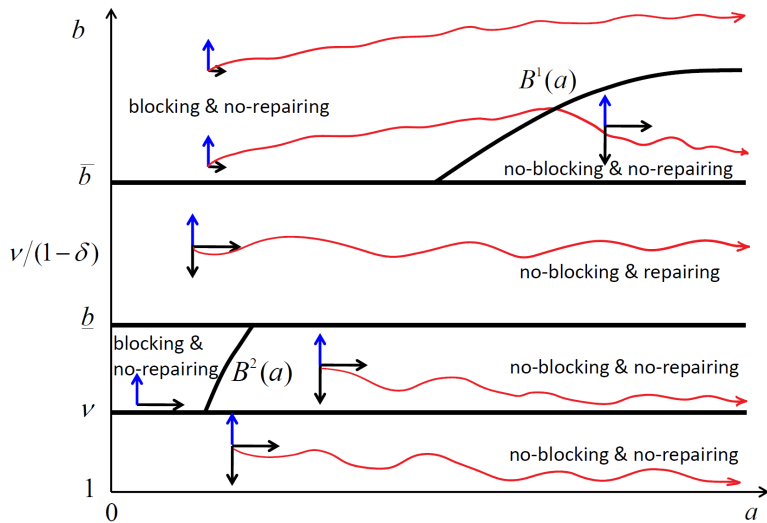 b
B¹(a)
blocking & no-repairing
no-blocking & no-repairing
b̅
ν/(1−δ)
no-blocking & repairing
b̲
blocking &
no-repairing
B²(a)
no-blocking & no-repairing
ν
no-blocking & no-repairing
1
0
a